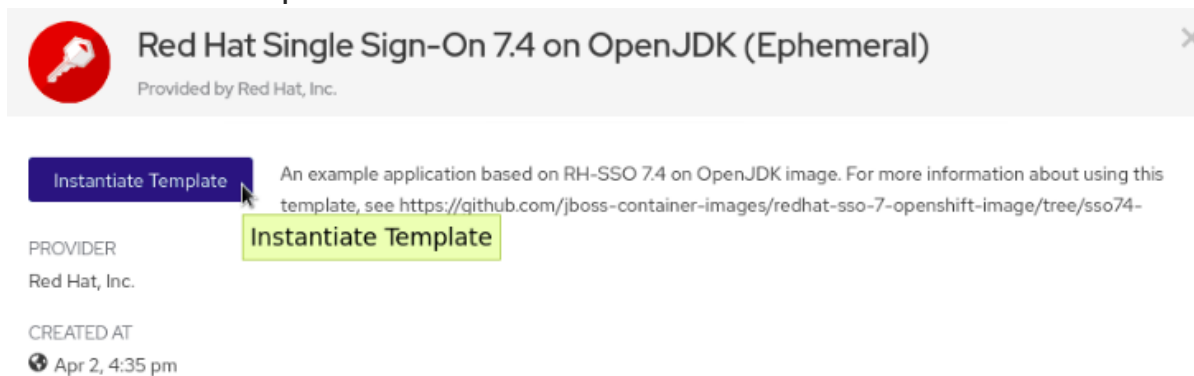 Red Hat Single Sign-On 7.4 on OpenJDK (Ephemeral)
Provided by Red Hat, Inc.
Instantiate Template
An example application based on RH-SSO 7.4 on OpenJDK image. For more information about using this
template, see https://github.com/jboss-container-images/redhat-sso-7-openshift-image/tree/sso74-
Instantiate Template
PROVIDER
Red Hat, Inc.
CREATED AT
Apr 2, 4:35 pm